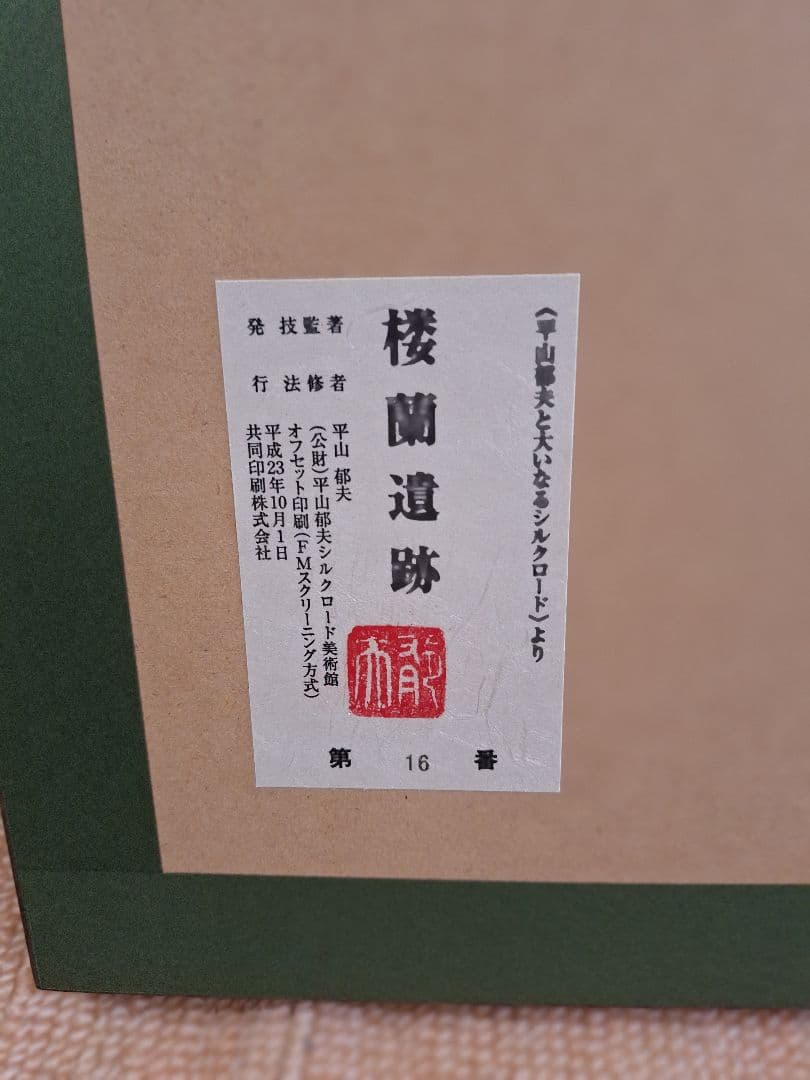 《平山郁夫と大いなるシルクロード》より
楼蘭遺跡
郁夫
著者 平山 郁夫
監修 (公財)平山郁夫シルクロード美術館
技法 オフセット印刷(FMスクリーニング方式)
発行 平成23年10月1日
共同印刷株式会社
第 16 番